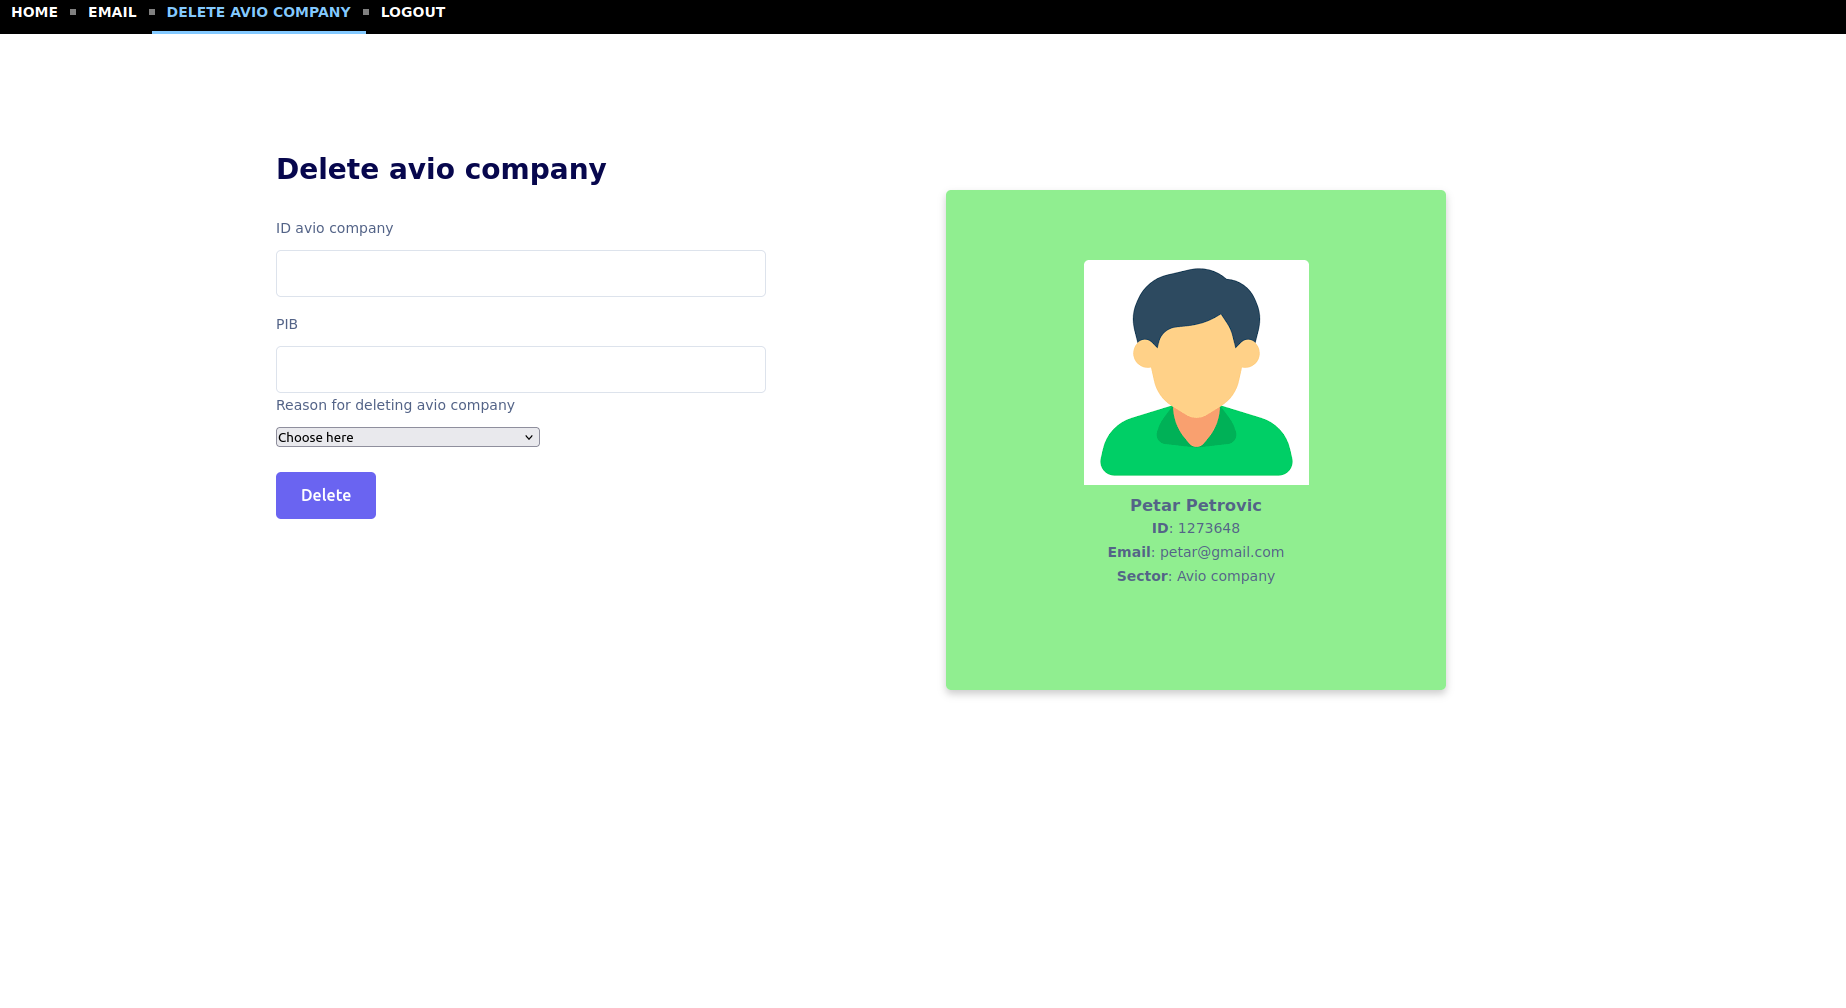 HOME EMAIL DELETE AVIO COMPANY LOGOUT
Delete avio company
ID avio company
PIB
Reason for deleting avio company
Choose here
Delete
Petar Petrovic
ID: 1273648
Email: petar@gmail.com
Sector: Avio company